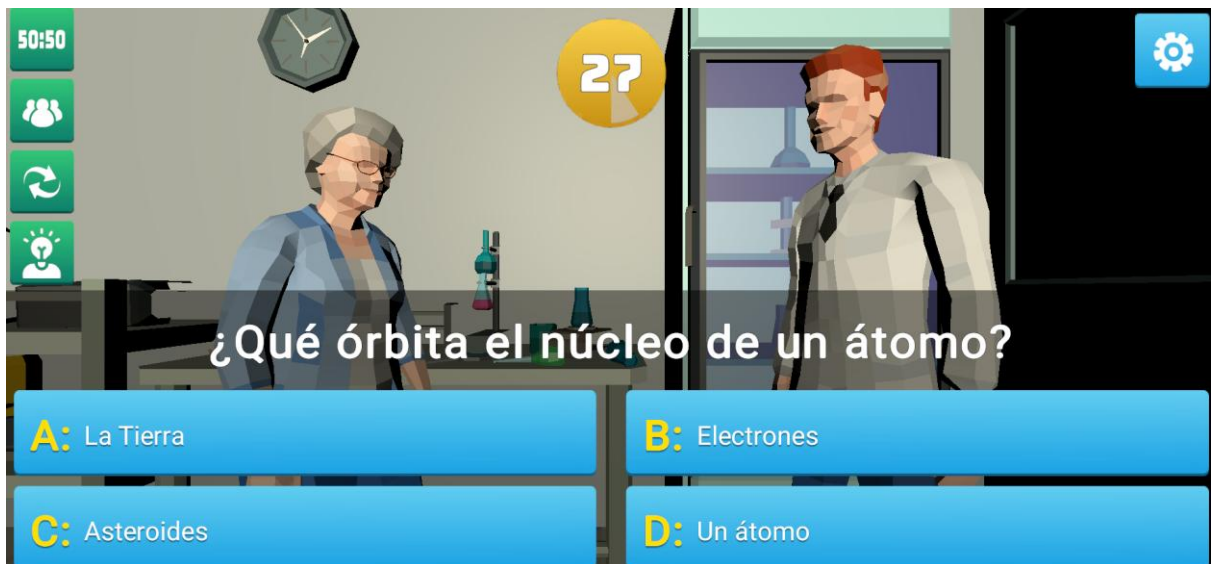 50:50
27
¿Qué órbita el núcleo de un átomo?
A: La Tierra
B: Electrones
C: Asteroides
D: Un átomo